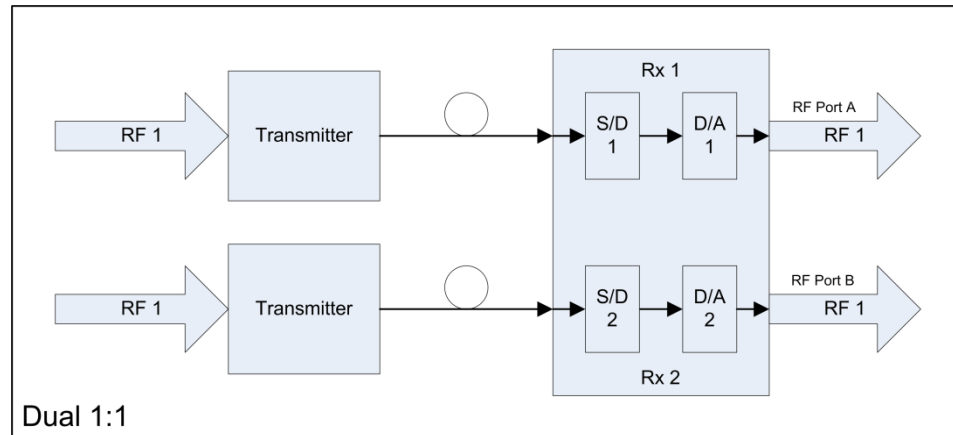 Rx 1
RF 1
Transmitter
S/D
1
D/A
1
RF Port A
RF 1
RF 1
Transmitter
S/D
2
D/A
2
RF Port B
RF 1
Rx 2
Dual 1:1